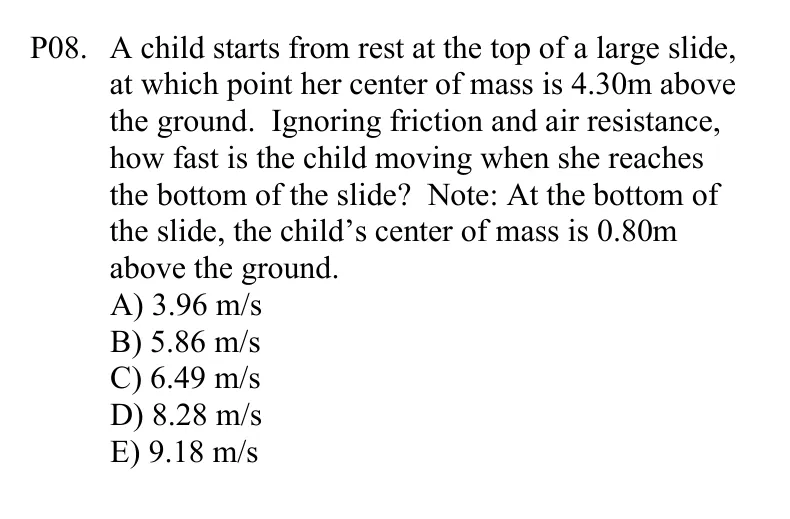 P08. A child starts from rest at the top of a large slide,
at which point her center of mass is 4.30m above
the ground. Ignoring friction and air resistance,
how fast is the child moving when she reaches
the bottom of the slide? Note: At the bottom of
the slide, the child’s center of mass is 0.80m
above the ground.
A) 3.96 m/s
B) 5.86 m/s
C) 6.49 m/s
D) 8.28 m/s
E) 9.18 m/s